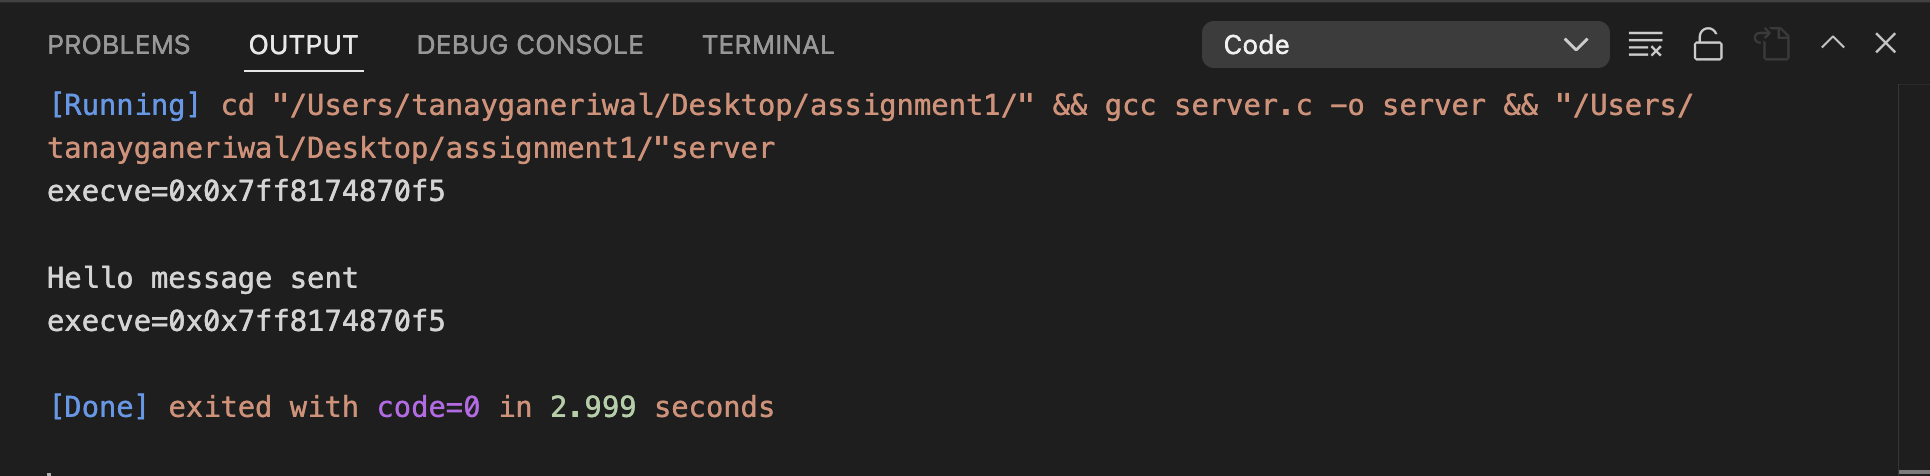 PROBLEMS OUTPUT DEBUG CONSOLE TERMINAL Code
[Running] cd "/Users/tanayganeriwal/Desktop/assignment1/" && gcc server.c -o server && "/Users/
tanayganeriwal/Desktop/assignment1/"server
execve=0x0x7ff8174870f5
Hello message sent
execve=0x0x7ff8174870f5
[Done] exited with code=0 in 2.999 seconds